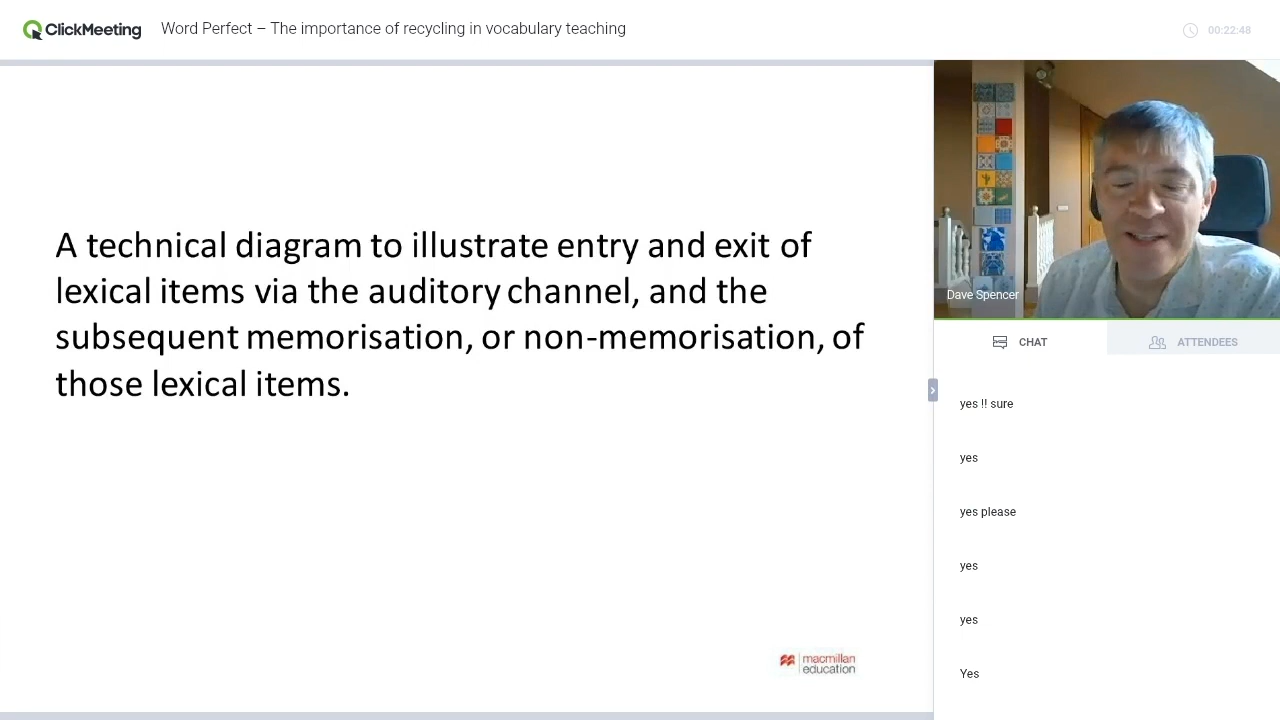 ClickMeeting
Word Perfect – The importance of recycling in vocabulary teaching
00:22:48
A technical diagram to illustrate entry and exit of
lexical items via the auditory channel, and the
subsequent memorisation, or non-memorisation, of
those lexical items.
macmillan
education
Dave Spencer
CHAT
ATTENDEES
yes !! sure
yes
yes please
yes
yes
Yes